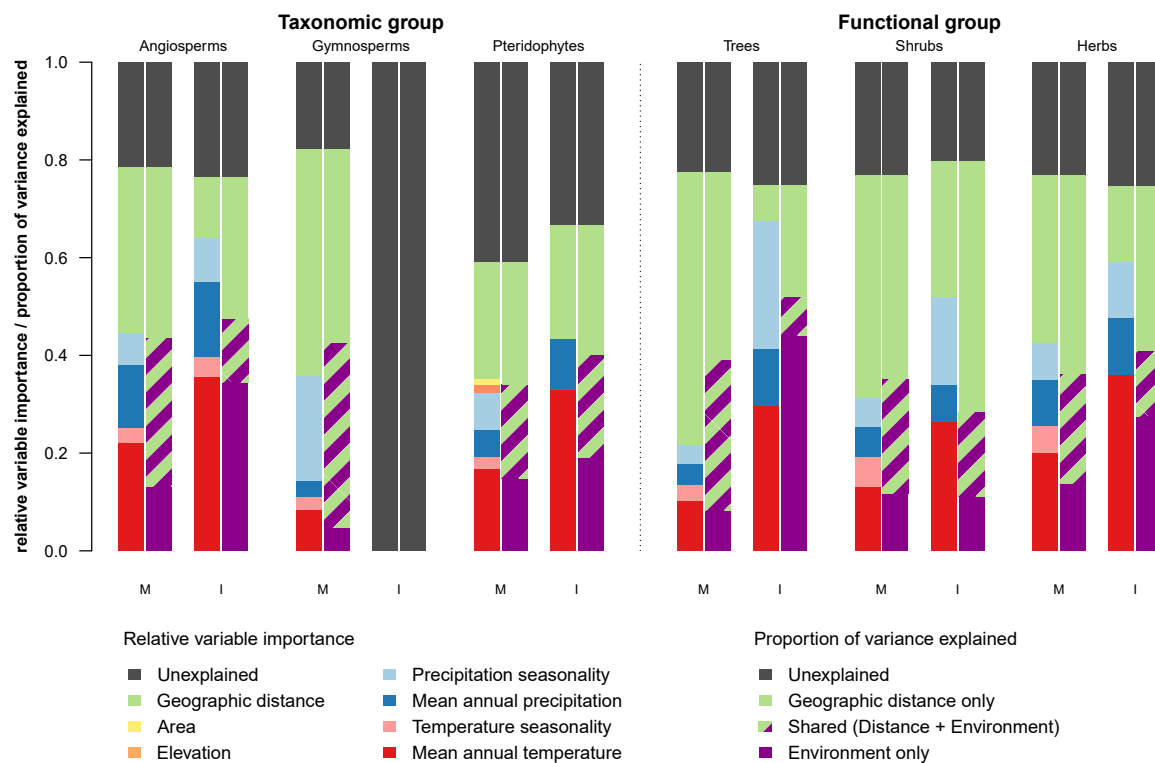 Taxonomic group Functional group
Angiosperms Gymnosperms Pteridophytes Trees Shrubs Herbs
relative variable importance / proportion of variance explained
1.0
0.8
0.6
0.4
0.2
0.0
M I M I M I M I M I M I
Relative variable importance
Unexplained
Geographic distance
Area
Elevation
Precipitation seasonality
Mean annual precipitation
Temperature seasonality
Mean annual temperature
Proportion of variance explained
Unexplained
Geographic distance only
Shared (Distance + Environment)
Environment only